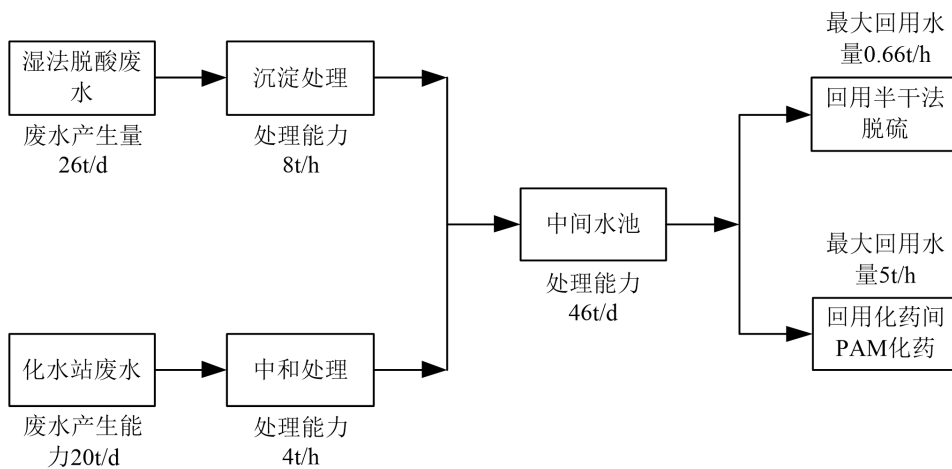 湿法脱酸废
水
废水产生量
26t/d
沉淀处理
处理能力
8t/h
化水站废水
废水产生能
力20t/d
中和处理
处理能力
4t/h
中间水池
处理能力
46t/d
最大回用水
量0.66t/h
回用半干法
脱硫
最大回用水
量5t/h
回用化药间
PAM化药